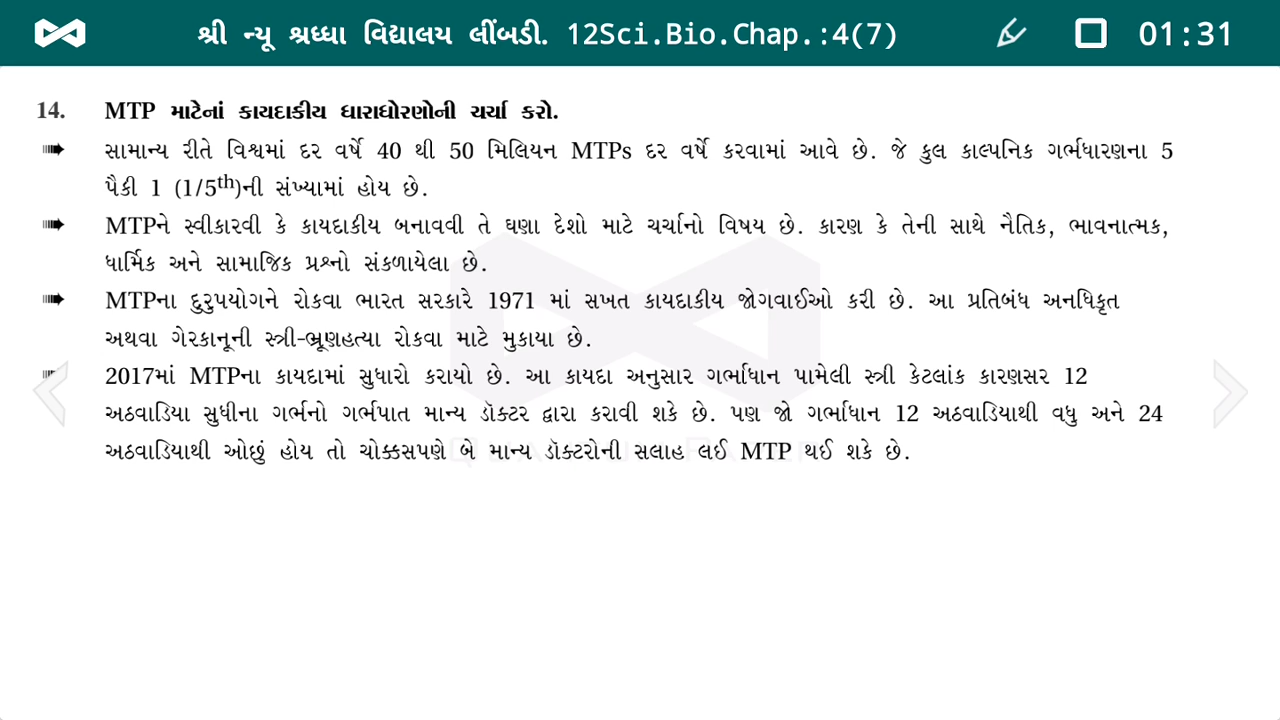 શ્રી ન્યૂ શ્રધ્ધા વિદ્યાલય લીંબડી. 12Sci.Bio.Chap.:4(7) 01:31
14. MTP માટેનાં કાયદાકીય ધારાધોરણોની ચર્ચા કરો.
સામાન્ય રીતે વિશ્વમાં દર વર્ષે 40 થી 50 મિલિયન MTPs દર વર્ષે કરવામાં આવે છે. જે કુલ કાલ્પનિક ગર્ભધારણના 5
પૈકી 1 (1/5th)ની સંખ્યામાં હોય છે.
MTPને સ્વીકારવી કે કાયદાકીય બનાવવી તે ઘણા દેશો માટે ચર્ચાનો વિષય છે. કારણ કે તેની સાથે નૈતિક, ભાવનાત્મક,
ધાર્મિક અને સામાજિક પ્રશ્નો સંકળાયેલા છે.
MTPના દુરુપયોગને રોકવા ભારત સરકારે 1971 માં સખત કાયદાકીય જોગવાઈઓ કરી છે. આ પ્રતિબંધ અનધિકૃત
અથવા ગેરકાનૂની સ્ત્રી-ભ્રૂણહત્યા રોકવા માટે મુકાયા છે.
2017માં MTPના કાયદામાં સુધારો કરાયો છે. આ કાયદા અનુસાર ગર્ભાધાન પામેલી સ્ત્રી કેટલાંક કારણસર 12
અઠવાડિયા સુધીના ગર્ભનો ગર્ભપાત માન્ય ડૉક્ટર દ્વારા કરાવી શકે છે. પણ જો ગર્ભાધાન 12 અઠવાડિયાથી વધુ અને 24
અઠવાડિયાથી ઓછું હોય તો ચોક્કસપણે બે માન્ય ડૉક્ટરોની સલાહ લઈ MTP થઈ શકે છે.